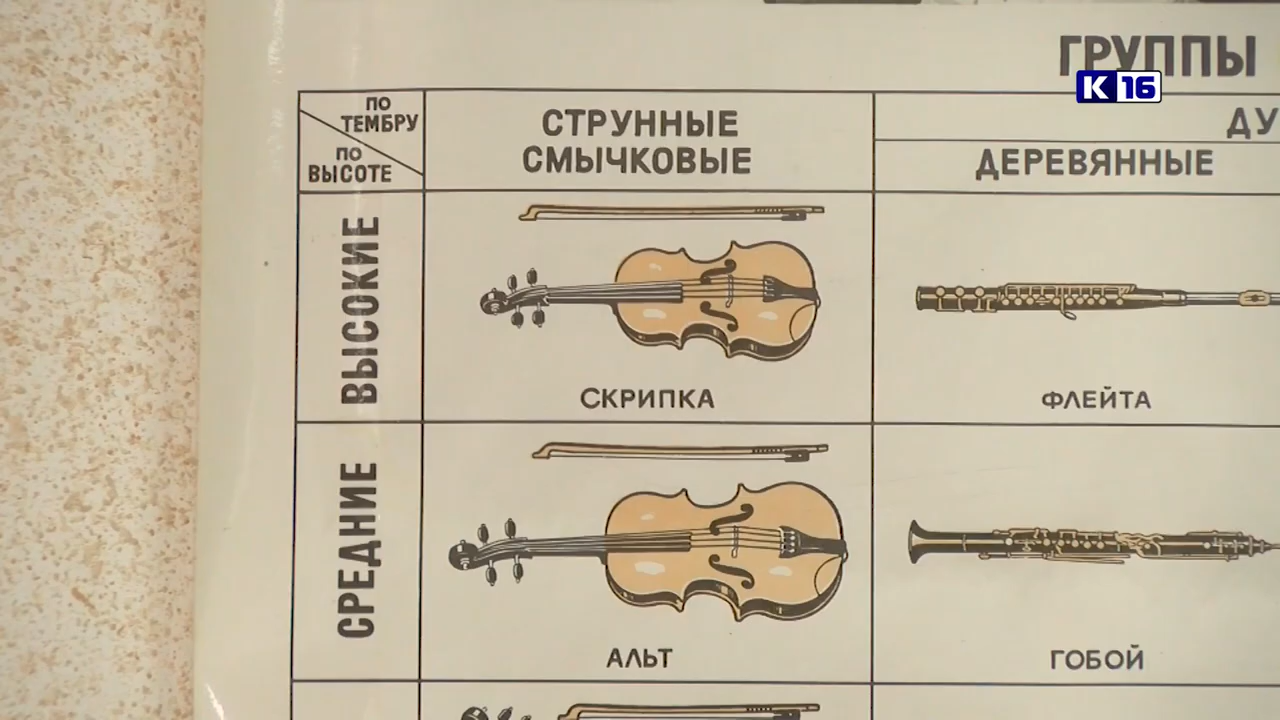 ГРУППЫ
K 16
ПО
ТЕМБРУ
ПО
ВЫСОТЕ
СТРУННЫЕ
СМЫЧКОВЫЕ
ДУ
ДЕРЕВЯННЫЕ
ВЫСОКИЕ
СКРИПКА
ФЛЕЙТА
СРЕДНИЕ
АЛЬТ
ГОБОЙ